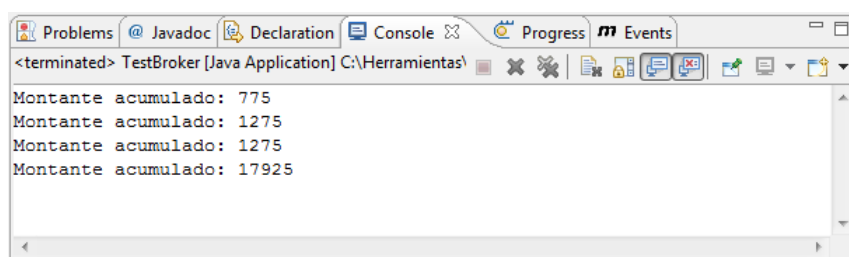 Problems @ Javadoc Declaration Console Progress m Events
<terminated> TestBroker [Java Application] C:\Herramientas\
Montante acumulado: 775
Montante acumulado: 1275
Montante acumulado: 1275
Montante acumulado: 17925